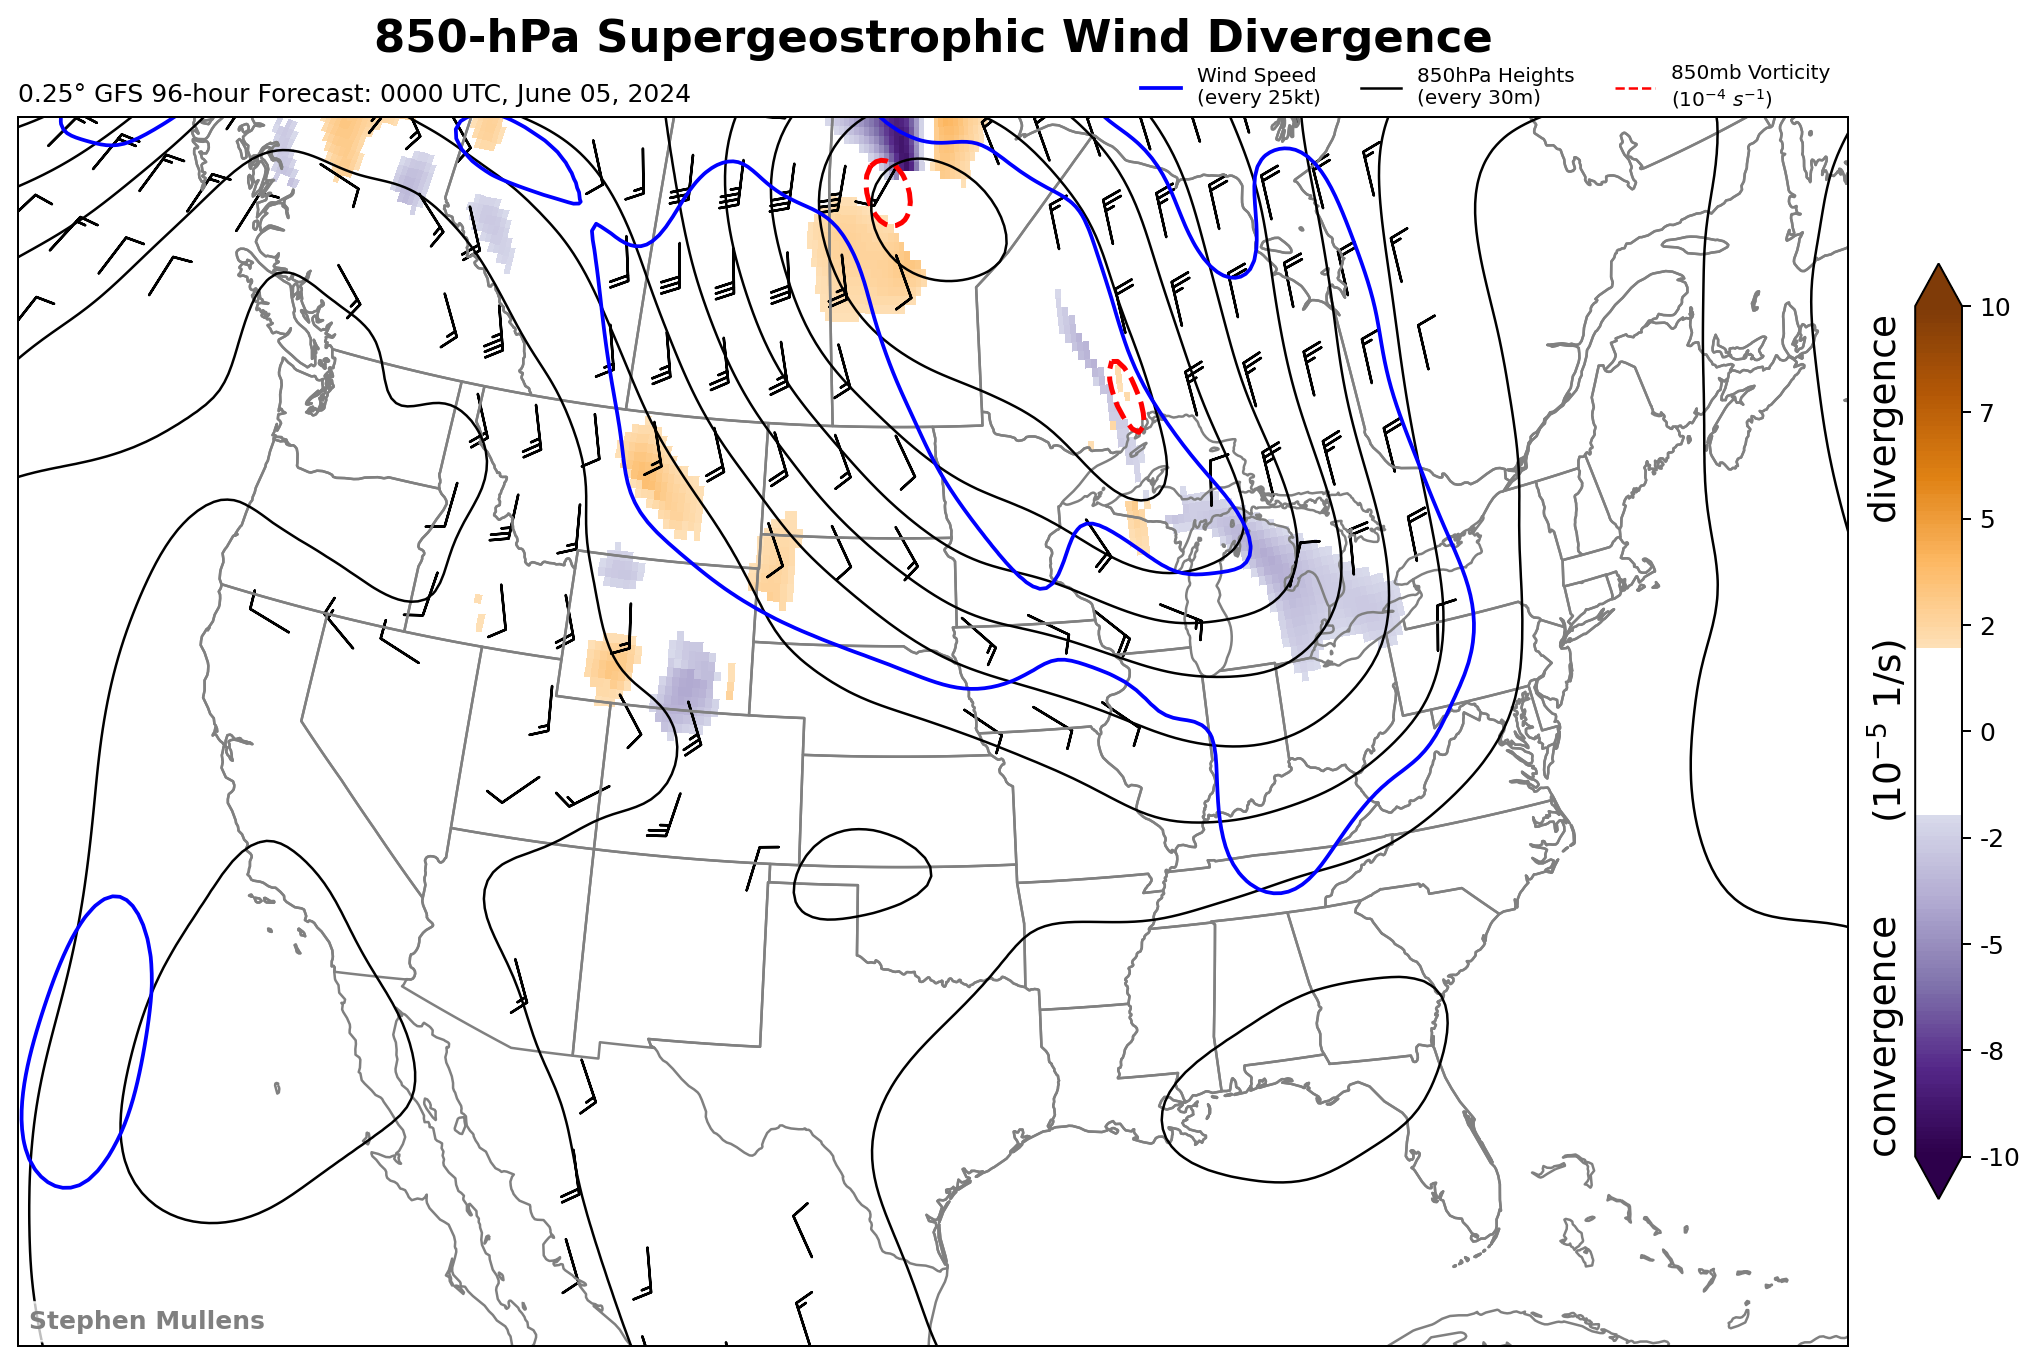 850-hPa Supergeostrophic Wind Divergence
0.25° GFS 96-hour Forecast: 0000 UTC, June 05, 2024
Wind Speed
(every 25kt)
850hPa Heights
(every 30m)
850mb Vorticity
(10⁻⁴ s⁻¹)
10
7
5
2
0
-2
-5
-8
-10
convergence (10⁻⁵ 1/s) divergence
Stephen Mullens